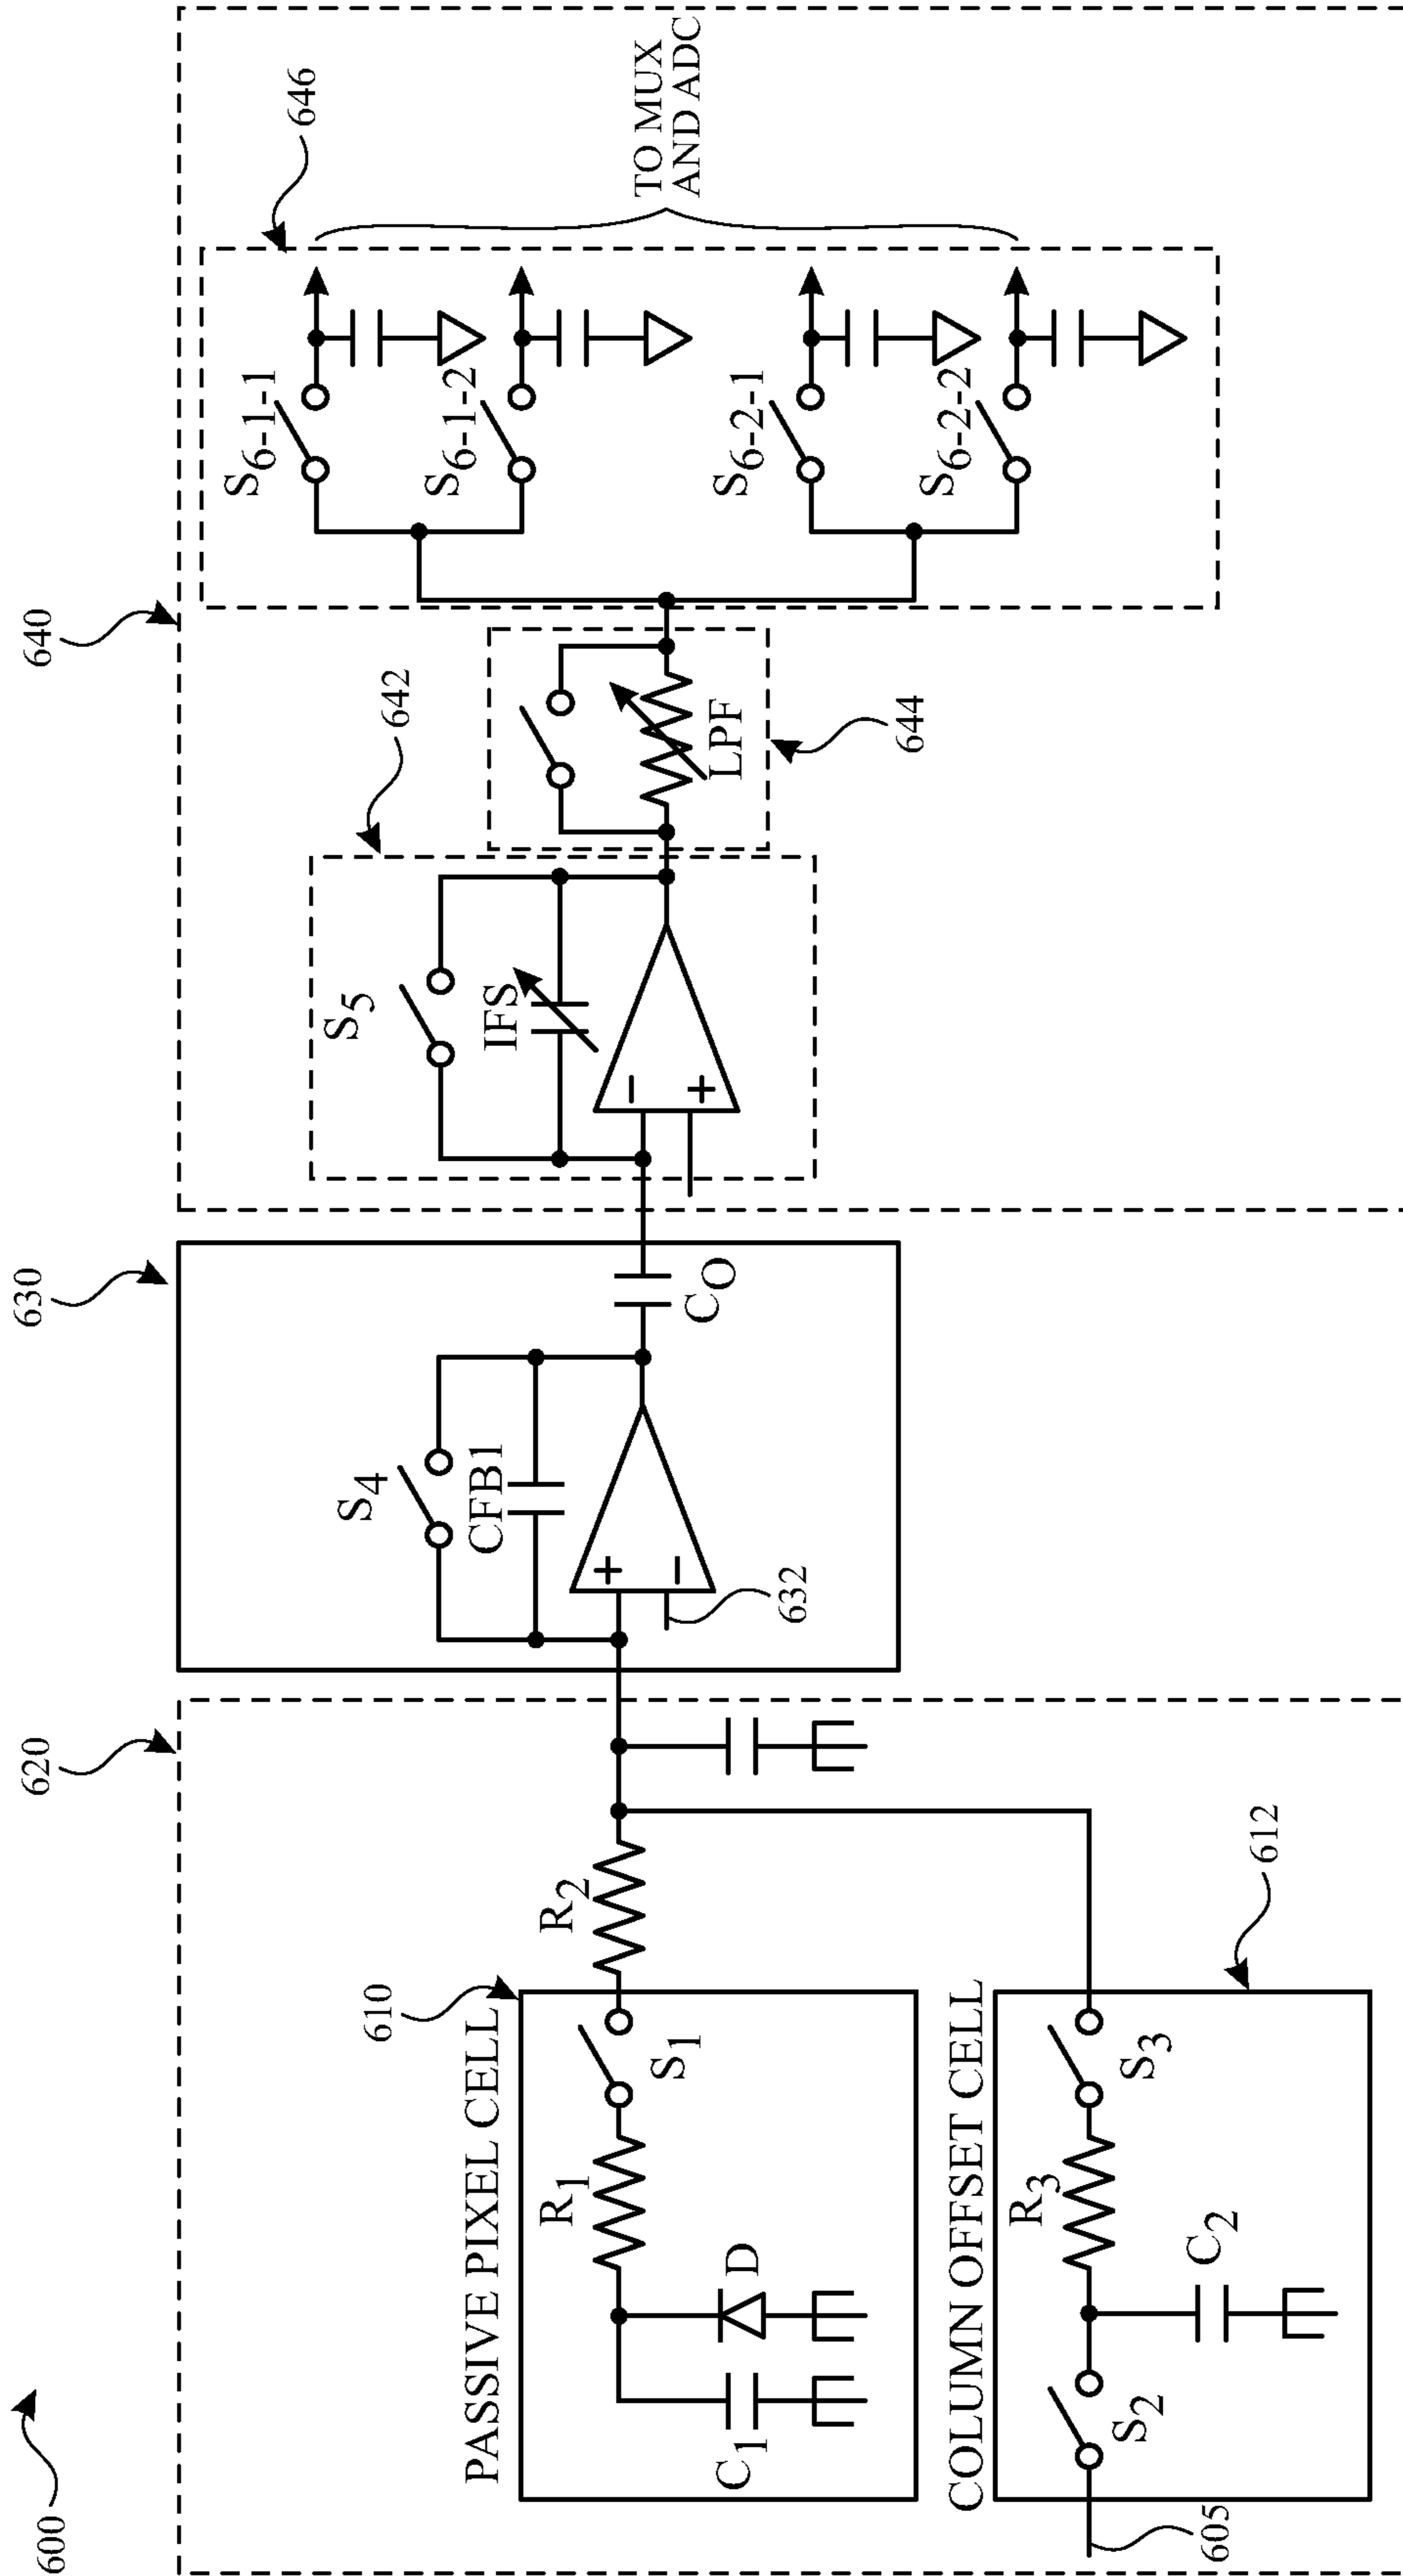 600
620
630
640
PASSIVE PIXEL CELL
610
C1
D
R1
S1
R2
COLUMN OFFSET CELL
612
605
S2
C2
R3
S3
S4
CFB1
+
−
632
CO
642
S5
IFS
−
+
LPF
644
646
S6-1-1
S6-1-2
S6-2-1
S6-2-2
TO MUX
AND ADC